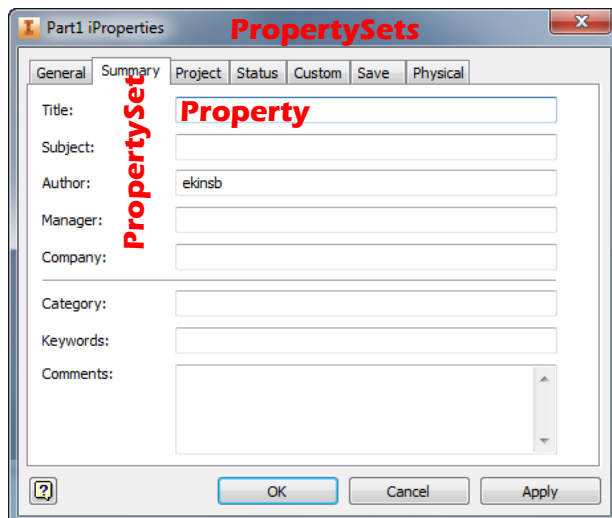 Part1 iProperties
PropertySets
General Summary Project Status Custom Save Physical
PropertySet
Title:
Property
Subject:
Author: ekinsb
Manager:
Company:
Category:
Keywords:
Comments:
OK Cancel Apply